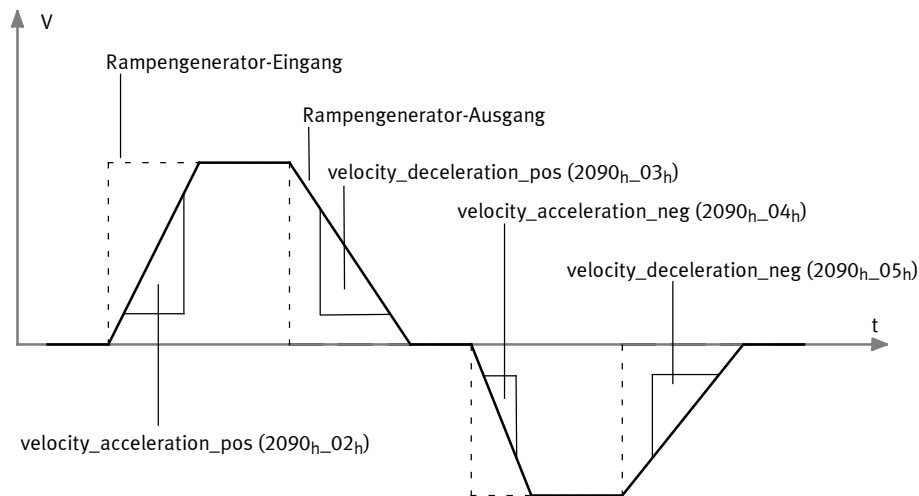 V
Rampengenerator-Eingang
Rampengenerator-Ausgang
velocity_deceleration_pos (2090h_03h)
velocity_acceleration_neg (2090h_04h)
velocity_deceleration_neg (2090h_05h)
t
velocity_acceleration_pos (2090h_02h)